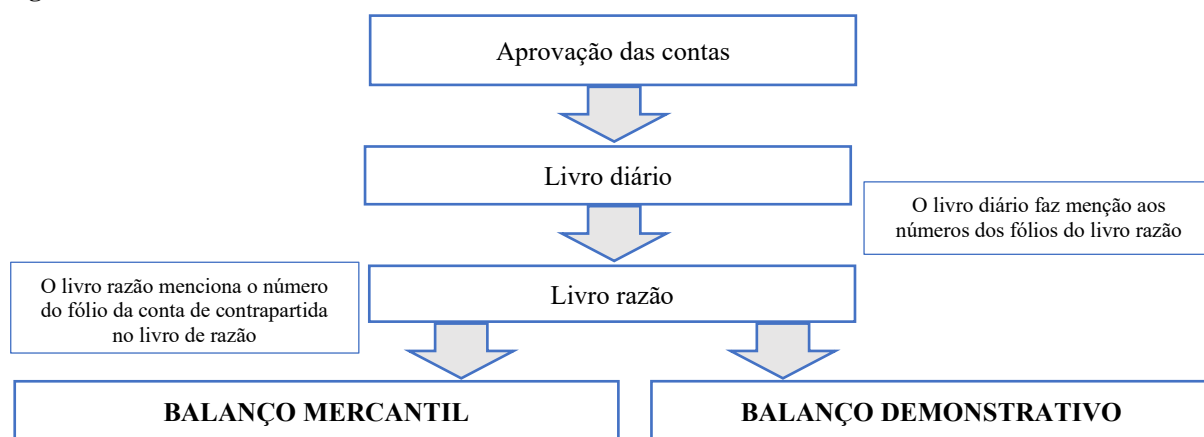 Aprovação das contas
Livro diário
O livro diário faz menção aos
números dos fólios do livro razão
Livro razão
O livro razão menciona o número
do fólio da conta de contrapartida
no livro de razão
BALANÇO MERCANTIL
BALANÇO DEMONSTRATIVO